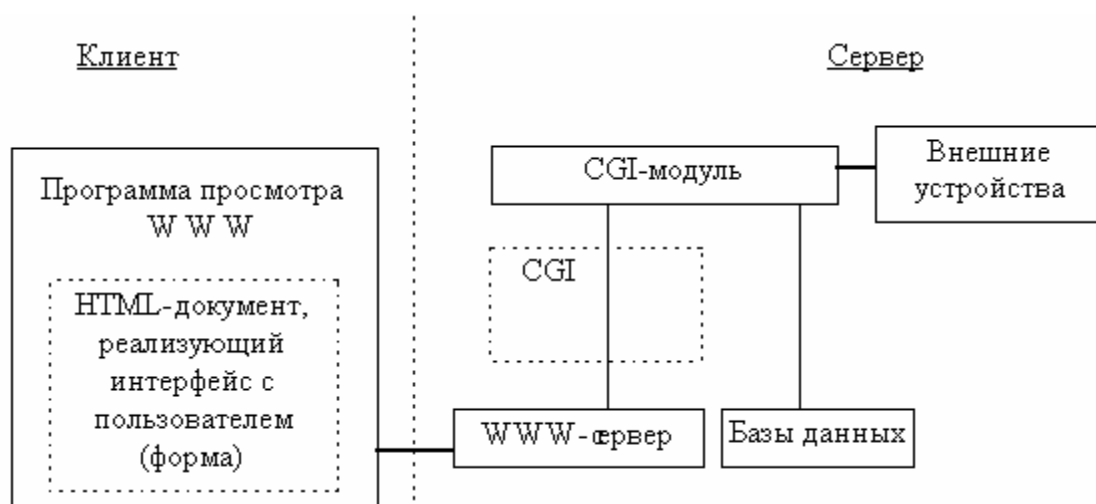 Клиент
Сервер
Программа просмотра
W W W
HTML-документ,
реализующий
интерфейс с
пользователем
(форма)
CGI-модуль
Внешние
устройства
CGI
WWW-сервер
Базы данных